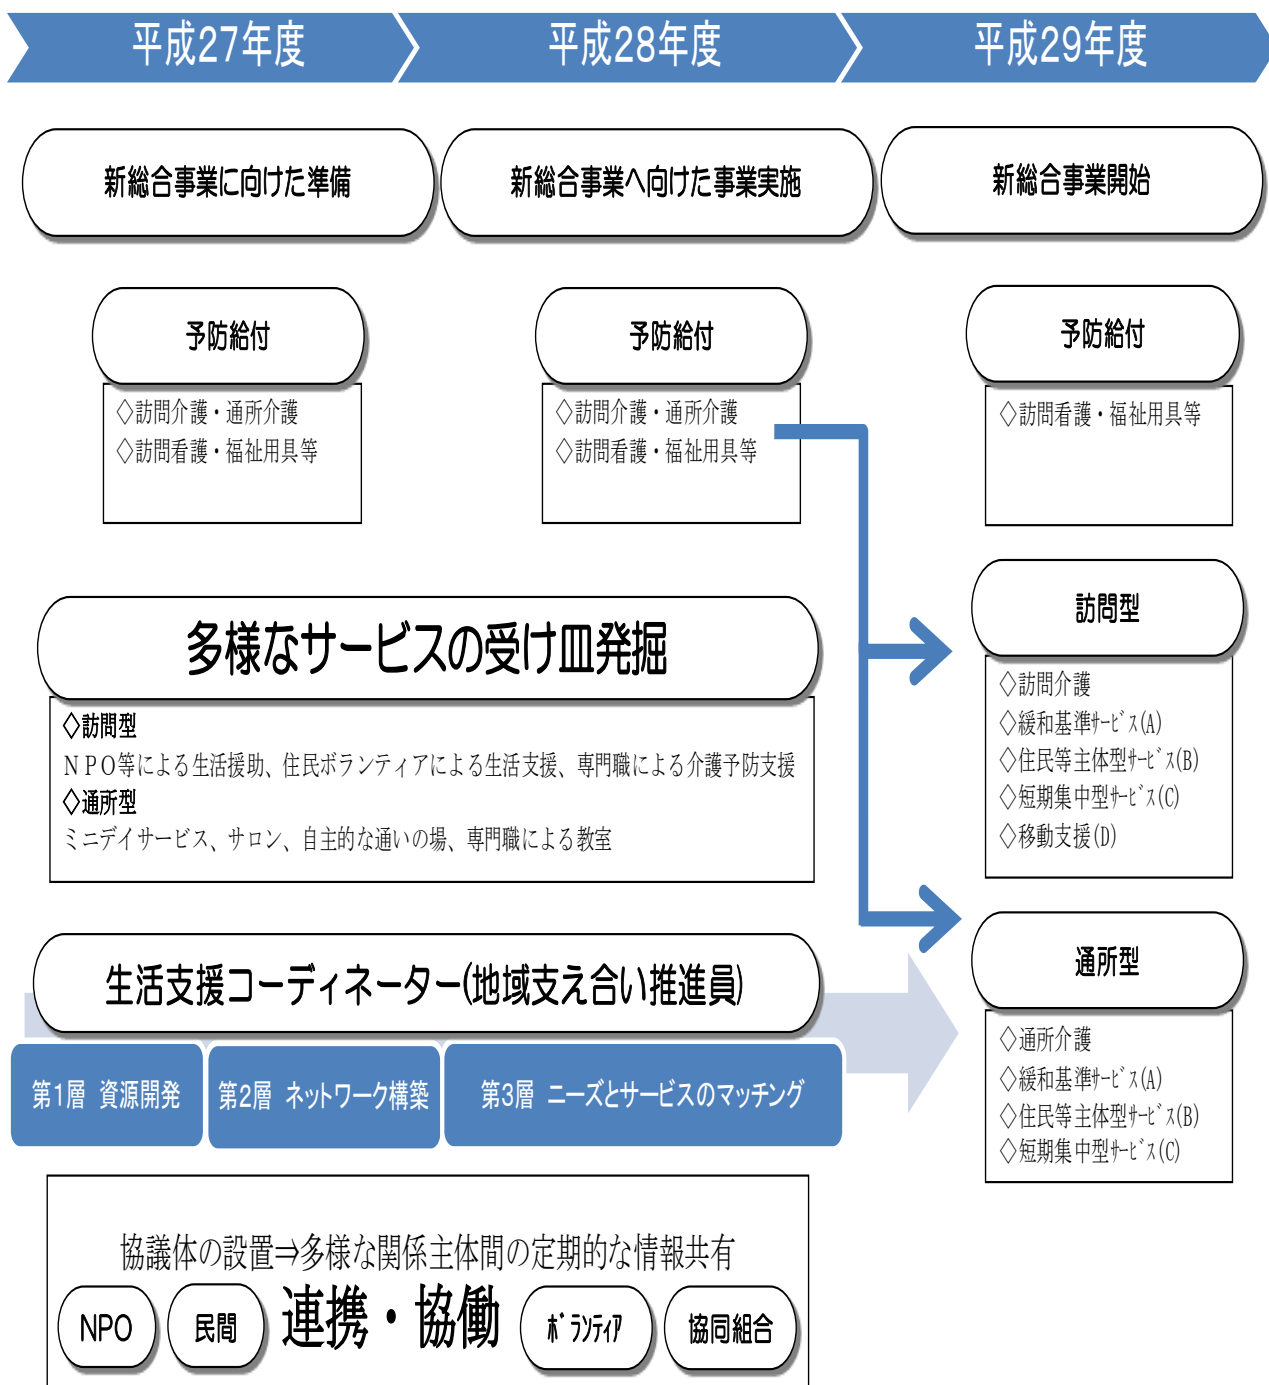 平成27年度
平成28年度
平成29年度
新総合事業に向けた準備
新総合事業へ向けた事業実施
新総合事業開始
予防給付
◇訪問介護・通所介護
◇訪問看護・福祉用具等
予防給付
◇訪問介護・通所介護
◇訪問看護・福祉用具等
予防給付
◇訪問看護・福祉用具等
多様なサービスの受け皿発掘
◇訪問型
ＮＰＯ等による生活援助、住民ボランティアによる生活支援、専門職による介護予防支援
◇通所型
ミニデイサービス、サロン、自主的な通いの場、専門職による教室
訪問型
◇訪問介護
◇緩和基準ｻｰﾋﾞｽ(A)
◇住民等主体型ｻｰﾋﾞｽ(B)
◇短期集中型ｻｰﾋﾞｽ(C)
◇移動支援(D)
生活支援コーディネーター(地域支え合い推進員)
第1層 資源開発
第2層 ネットワーク構築
第3層 ニーズとサービスのマッチング
通所型
◇通所介護
◇緩和基準ｻｰﾋﾞｽ(A)
◇住民等主体型ｻｰﾋﾞｽ(B)
◇短期集中型ｻｰﾋﾞｽ(C)
協議体の設置⇒多様な関係主体間の定期的な情報共有
NPO
民間
連携・協働
ﾎﾞﾗﾝﾃｨｱ
協同組合